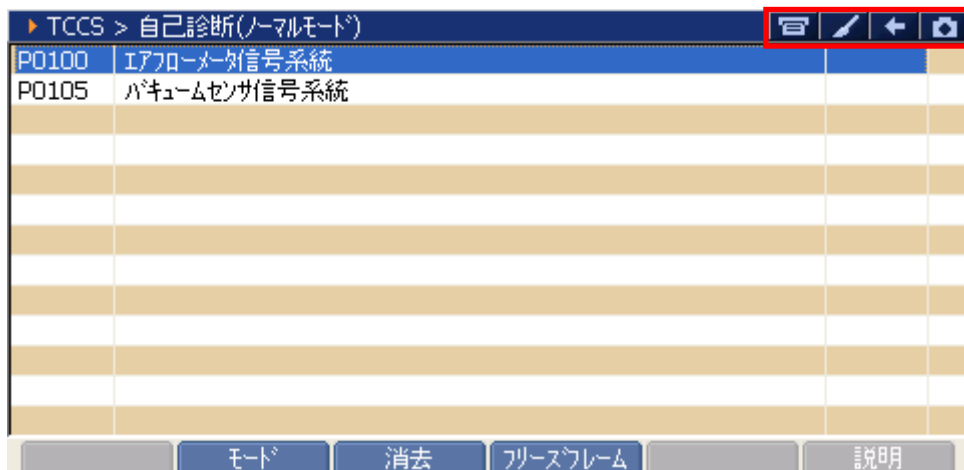 TCCS > 自己診断(ﾉｰﾏﾙﾓｰﾄﾞ)
P0100 ｴｱﾌﾛｰﾒｰﾀ信号系統
P0105 ﾊﾞｷｭｰﾑｾﾝｻ信号系統
ﾓｰﾄﾞ 消去 ﾌﾘｰｽﾞﾌﾚｰﾑ 説明